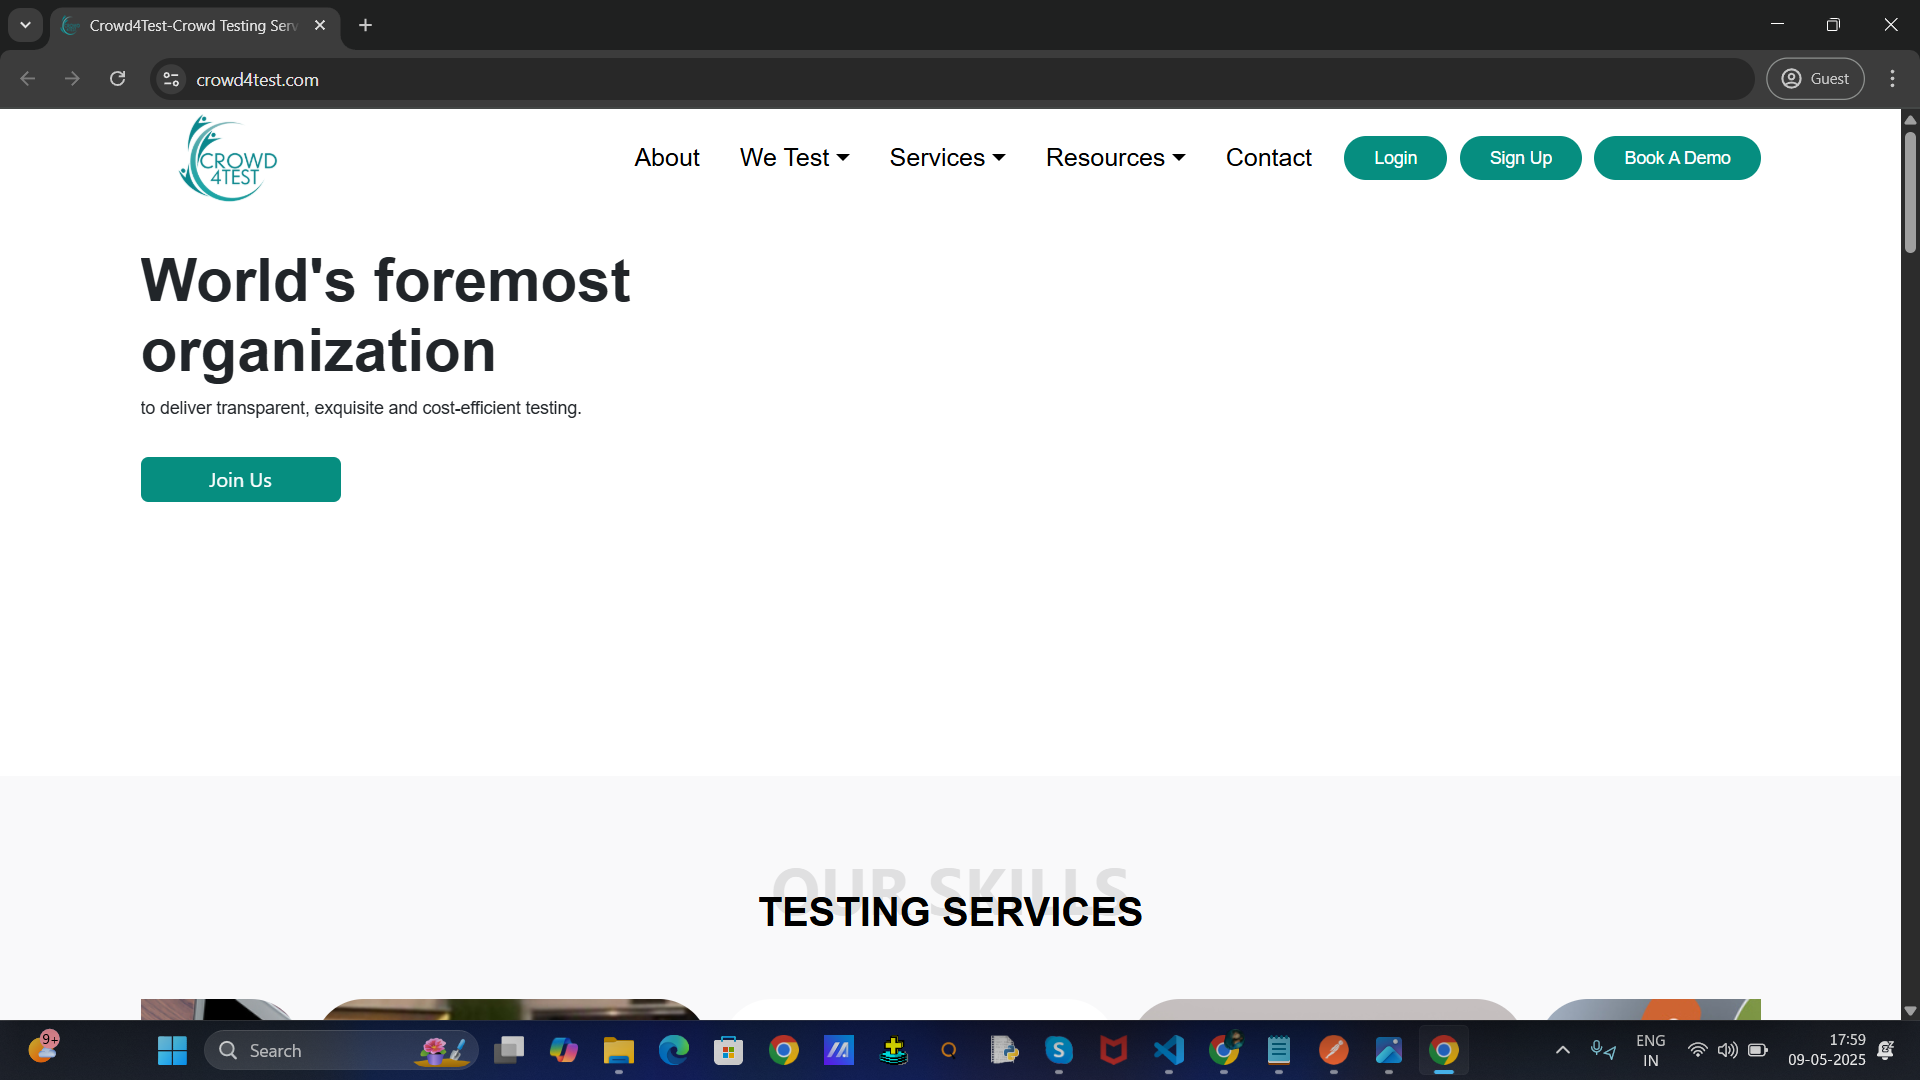 Crowd4Test-Crowd Testing Serv
crowd4test.com
Guest
CROWD
4TEST
About
We Test
Services
Resources
Contact
Login
Sign Up
Book A Demo
World's foremost
organization
to deliver transparent, exquisite and cost-efficient testing.
Join Us
OUR SKILLS
TESTING SERVICES
9+
Search
ENG
IN
17:59
09-05-2025